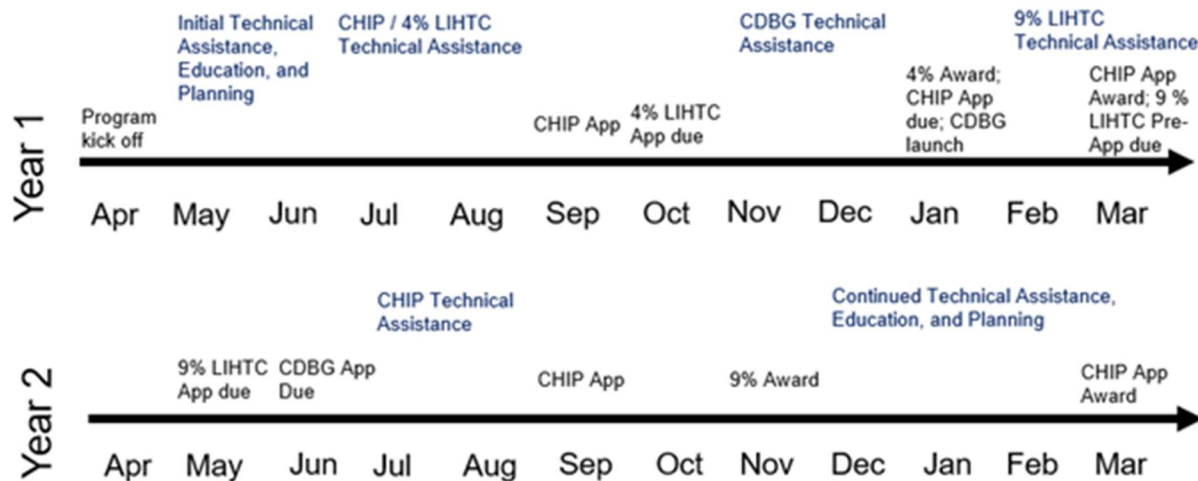 Year 1
Initial Technical
Assistance,
Education, and
Planning
CHIP / 4% LIHTC
Technical Assistance
CDBG Technical
Assistance
9% LIHTC
Technical Assistance
Program
kick off
CHIP App
4% LIHTC
App due
4% Award;
CHIP App
due; CDBG
launch
CHIP App
Award; 9 %
LIHTC Pre-
App due
Apr May Jun Jul Aug Sep Oct Nov Dec Jan Feb Mar
Year 2
CHIP Technical
Assistance
Continued Technical Assistance,
Education, and Planning
9% LIHTC
App due
CDBG App
Due
CHIP App
9% Award
CHIP App
Award
Apr May Jun Jul Aug Sep Oct Nov Dec Jan Feb Mar